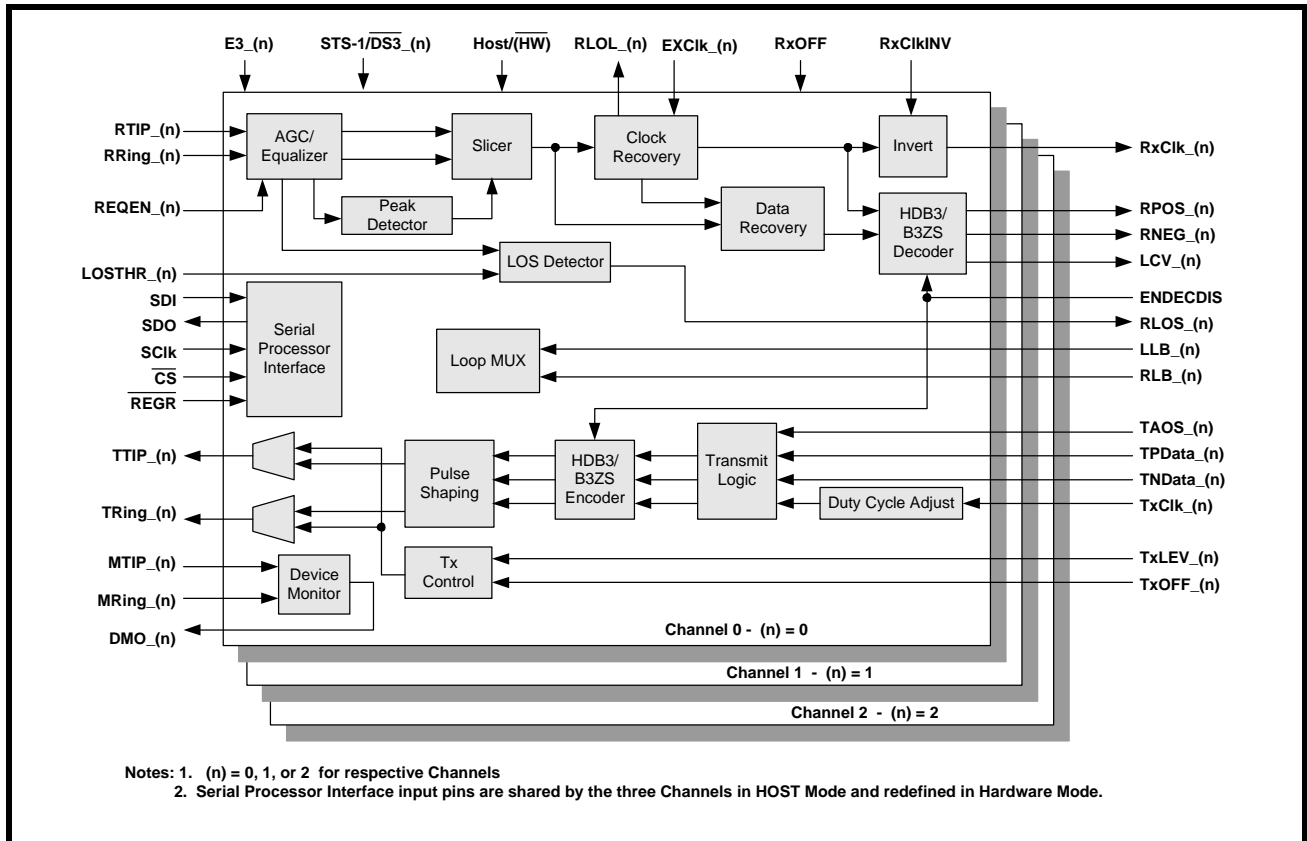 E3_(n) STS-1/DS3_(n) Host/(HW) RLOL_(n) EXClk_(n) RxOFF RxClkINV
RTIP_(n)
RRing_(n)
REQEN_(n)
LOSTHR_(n)
SDI
SDO
SClk
CS
REGR
TTIP_(n)
TRing_(n)
MTIP_(n)
MRing_(n)
DMO_(n)
AGC/
Equalizer
Peak
Detector
Slicer
LOS Detector
Clock
Recovery
Data
Recovery
Invert
HDB3/
B3ZS
Decoder
Serial
Processor
Interface
Loop MUX
Pulse
Shaping
HDB3/
B3ZS
Encoder
Transmit
Logic
Duty Cycle Adjust
Tx
Control
Device
Monitor
RxClk_(n)
RPOS_(n)
RNEG_(n)
LCV_(n)
ENDECDIS
RLOS_(n)
LLB_(n)
RLB_(n)
TAOS_(n)
TPData_(n)
TNData_(n)
TxClk_(n)
TxLEV_(n)
TxOFF_(n)
Channel 0 - (n) = 0
Channel 1 - (n) = 1
Channel 2 - (n) = 2
Notes: 1. (n) = 0, 1, or 2 for respective Channels
2. Serial Processor Interface input pins are shared by the three Channels in HOST Mode and redefined in Hardware Mode.